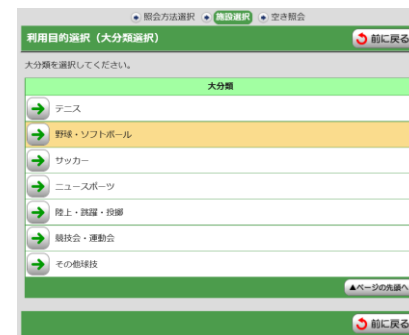 照会方法選択 施設選択 空き照会
利用目的選択（大分類選択） 前に戻る
大分類を選択してください。
大分類
テニス
野球・ソフトボール
サッカー
ニュースポーツ
陸上・跳躍・投擲
競技会・運動会
その他球技
▲ページの先頭へ
前に戻る